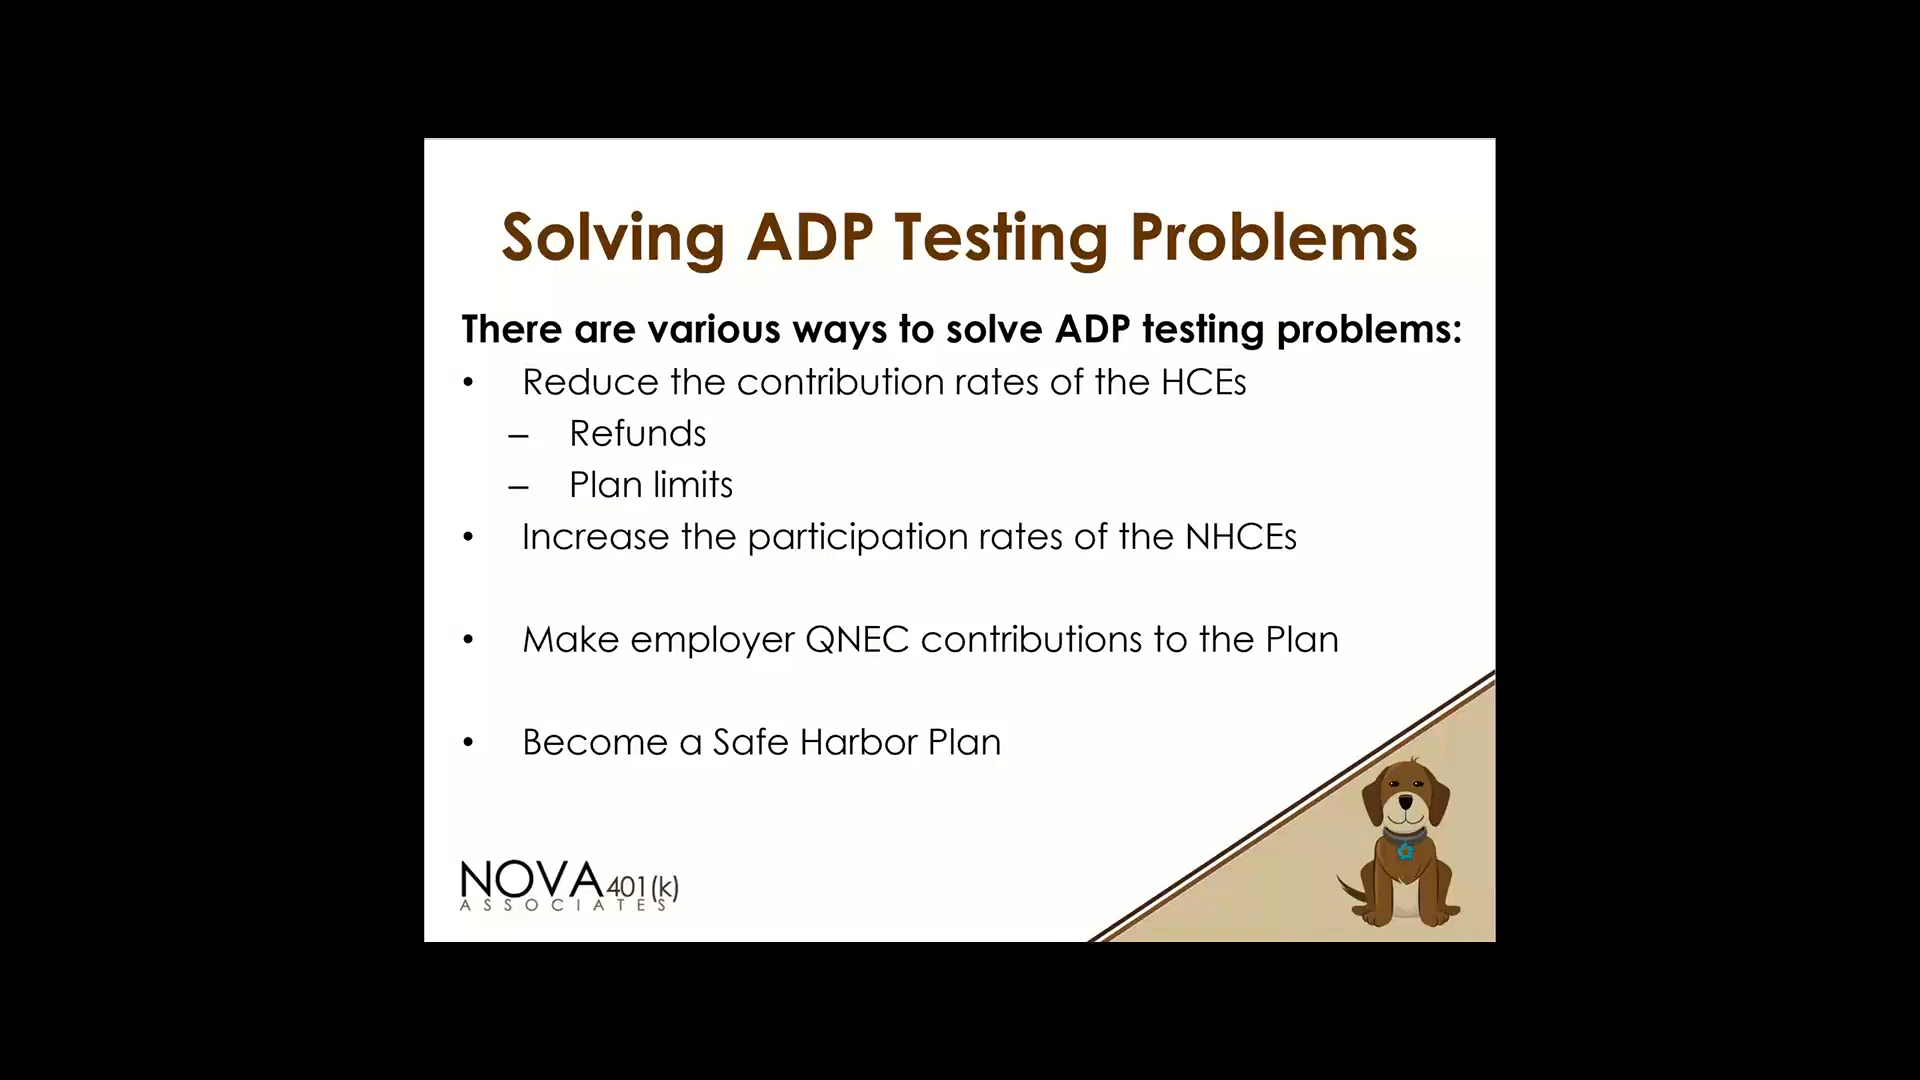 Solving ADP Testing Problems
There are various ways to solve ADP testing problems:
• Reduce the contribution rates of the HCEs
– Refunds
– Plan limits
• Increase the participation rates of the NHCEs
• Make employer QNEC contributions to the Plan
• Become a Safe Harbor Plan
NOVA 401(k)
ASSOCIATES